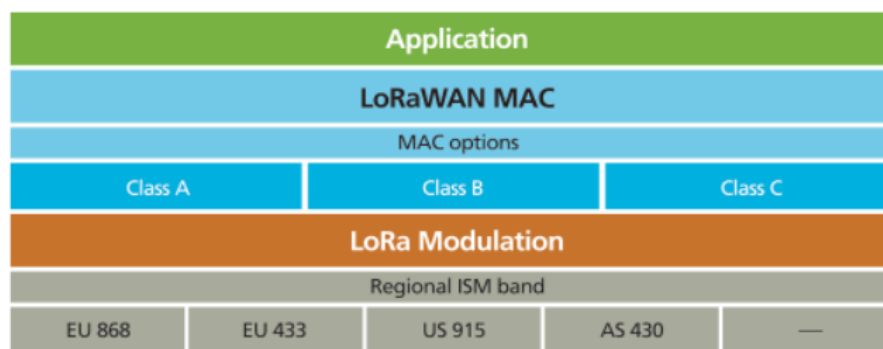 Application
LoRaWAN MAC
MAC options
Class A Class B Class C
LoRa Modulation
Regional ISM band
EU 868 EU 433 US 915 AS 430 —